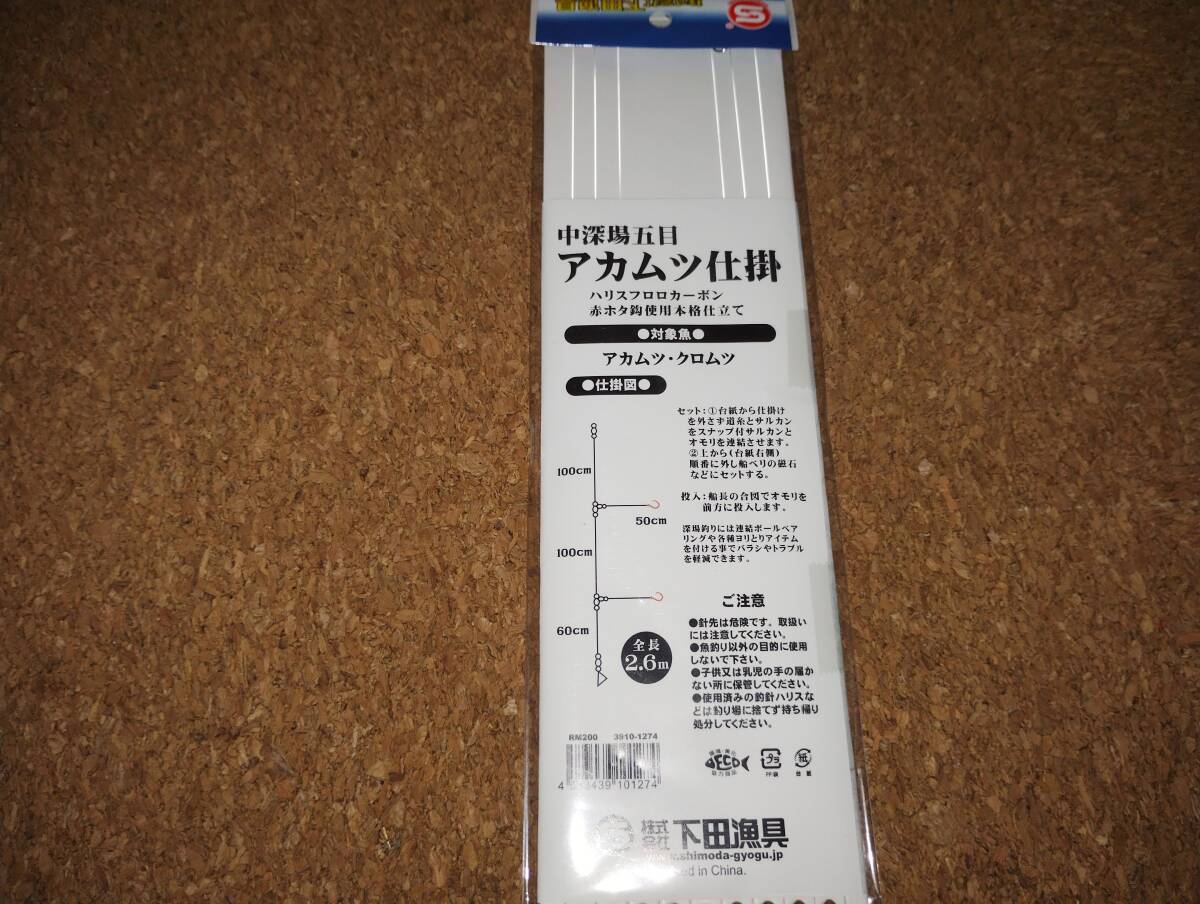 中深場五目
アカムツ仕掛
ハリスフロロカーボン
赤ホタ鈎使用本格仕立て
●対象魚●
アカムツ・クロムツ
●仕掛図●
100cm
50cm
100cm
60cm
全長
2.6m
セット:①台紙から仕掛け
を外さず道糸とサルカン
をスナップ付サルカンと
オモリを連結させます。
②上から(台紙右側)
順番に外し船べりの磁石
などにセットする。
投入:船長の合図でオモリを
前方に投入します。
深場釣りには連結ボールベア
リングや各種ヨリとりアイテム
を付ける事でバラシやトラブル
を軽減できます。
ご注意
●針先は危険です。取扱い
には注意してください。
●魚釣り以外の目的に使用
しないで下さい。
●子供又は乳児の手の届か
ない所に保管してください。
●使用済みの釣針ハリスな
どは釣り場に捨てず持ち帰り
処分してください。
RM200 3910-1274
ECO
プラ
紙
株式
会社
下田漁具
.shimoda-gyogu.jp
in China.